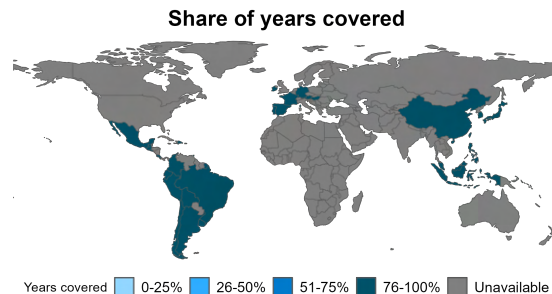 Share of years covered
Years covered 0-25% 26-50% 51-75% 76-100% Unavailable